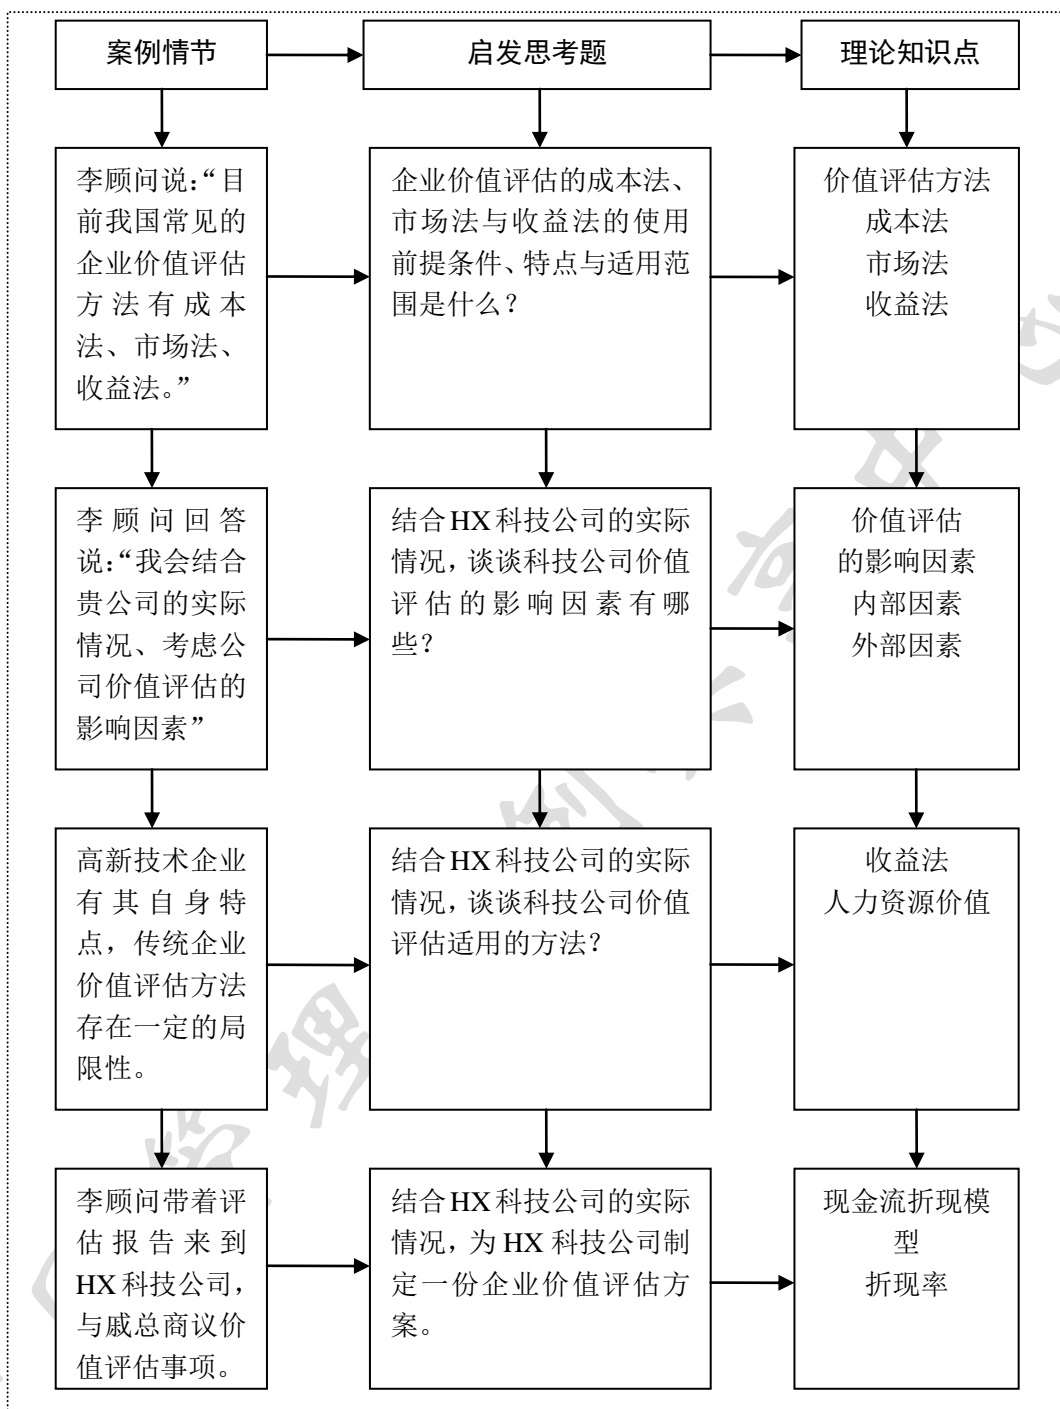 案例情节
启发思考题
理论知识点
李顾问说：“目
前我国常见的
企业价值评估
方法有成本
法、市场法、
收益法。”
企业价值评估的成本法、
市场法与收益法的使用
前提条件、特点与适用范
围是什么？
价值评估方法
成本法
市场法
收益法
李顾问回答
说：“我会结合
贵公司的实际
情况、考虑公
司价值评估的
影响因素”
结合HX科技公司的实际
情况，谈谈科技公司价值
评估的影响因素有哪
些？
价值评估
的影响因素
内部因素
外部因素
高新技术企业
有其自身特
点，传统企业
价值评估方法
存在一定的局
限性。
结合HX科技公司的实际
情况，谈谈科技公司价值
评估适用的方法？
收益法
人力资源价值
李顾问带着评
估报告来到
HX科技公司，
与戚总商议价
值评估事项。
结合HX科技公司的实际
情况，为 HX 科技公司制
定一份企业价值评估方
案。
现金流折现模
型
折现率